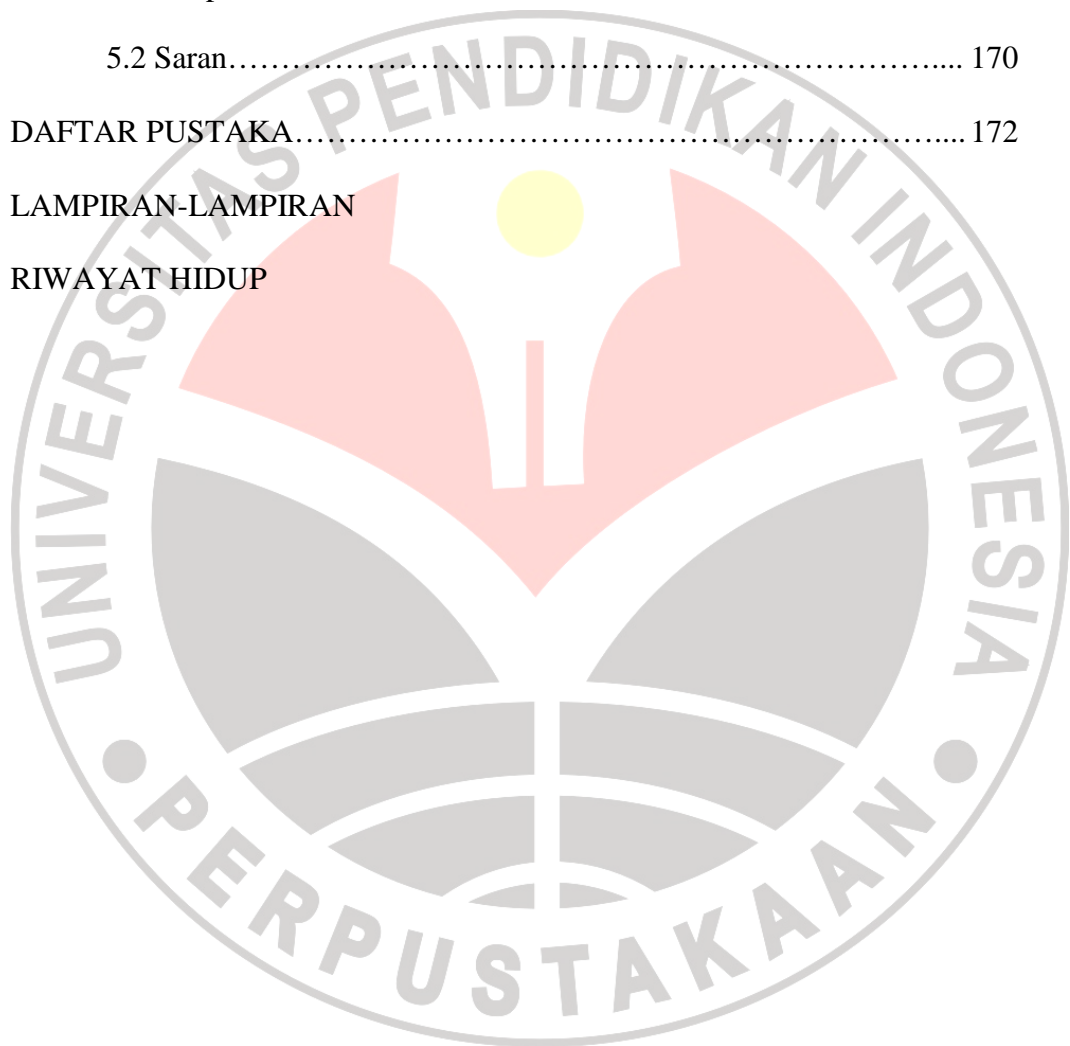 5.2 Saran…………………………………………………………….... 170
DAFTAR PUSTAKA………………………………………………………….... 172
LAMPIRAN-LAMPIRAN
RIWAYAT HIDUP
UNIVERSITAS PENDIDIKAN INDONESIA
PERPUSTAKAAN